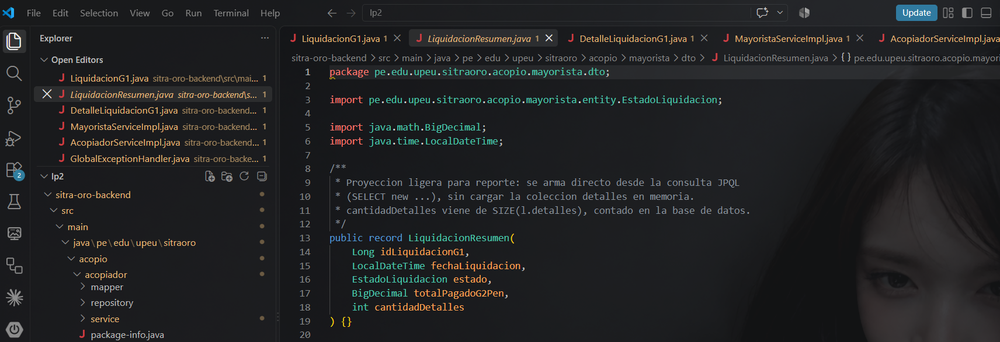 File Edit Selection View Go Run Terminal Help
lp2
Update
Explorer
Open Editors
LiquidacionG1.java sitra-oro-backend\src\mai... 1
LiquidacionResumen.java sitra-oro-backend\s... 1
DetalleLiquidacionG1.java sitra-oro-backend... 1
MayoristaServiceImpl.java sitra-oro-backend... 1
AcopiadorServiceImpl.java sitra-oro-backend... 1
GlobalExceptionHandler.java sitra-oro-backe... 1
lp2
sitra-oro-backend
src
main
java\pe\edu\upeu\sitraoro
acopio
acopiador
mapper
repository
service
package-info.java
2
LiquidacionG1.java 1
LiquidacionResumen.java 1
DetalleLiquidacionG1.java 1
MayoristaServiceImpl.java 1
AcopiadorServiceImpl.java
sitra-oro-backend > src > main > java > pe > edu > upeu > sitraoro > acopio > mayorista > dto > LiquidacionResumen.java > {} pe.edu.upeu.sitraoro.acopio.mayori
1 package pe.edu.upeu.sitraoro.acopio.mayorista.dto;
2
3 import pe.edu.upeu.sitraoro.acopio.mayorista.entity.EstadoLiquidacion;
4
5 import java.math.BigDecimal;
6 import java.time.LocalDateTime;
7
8 /**
9 * Proyeccion ligera para reporte: se arma directo desde la consulta JPQL
10 * (SELECT new ...), sin cargar la coleccion detalles en memoria.
11 * cantidadDetalles viene de SIZE(l.detalles), contado en la base de datos.
12 */
13 public record LiquidacionResumen(
14 Long idLiquidacionG1,
15 LocalDateTime fechaLiquidacion,
16 EstadoLiquidacion estado,
17 BigDecimal totalPagadoG2Pen,
18 int cantidadDetalles
19 ) {}
20